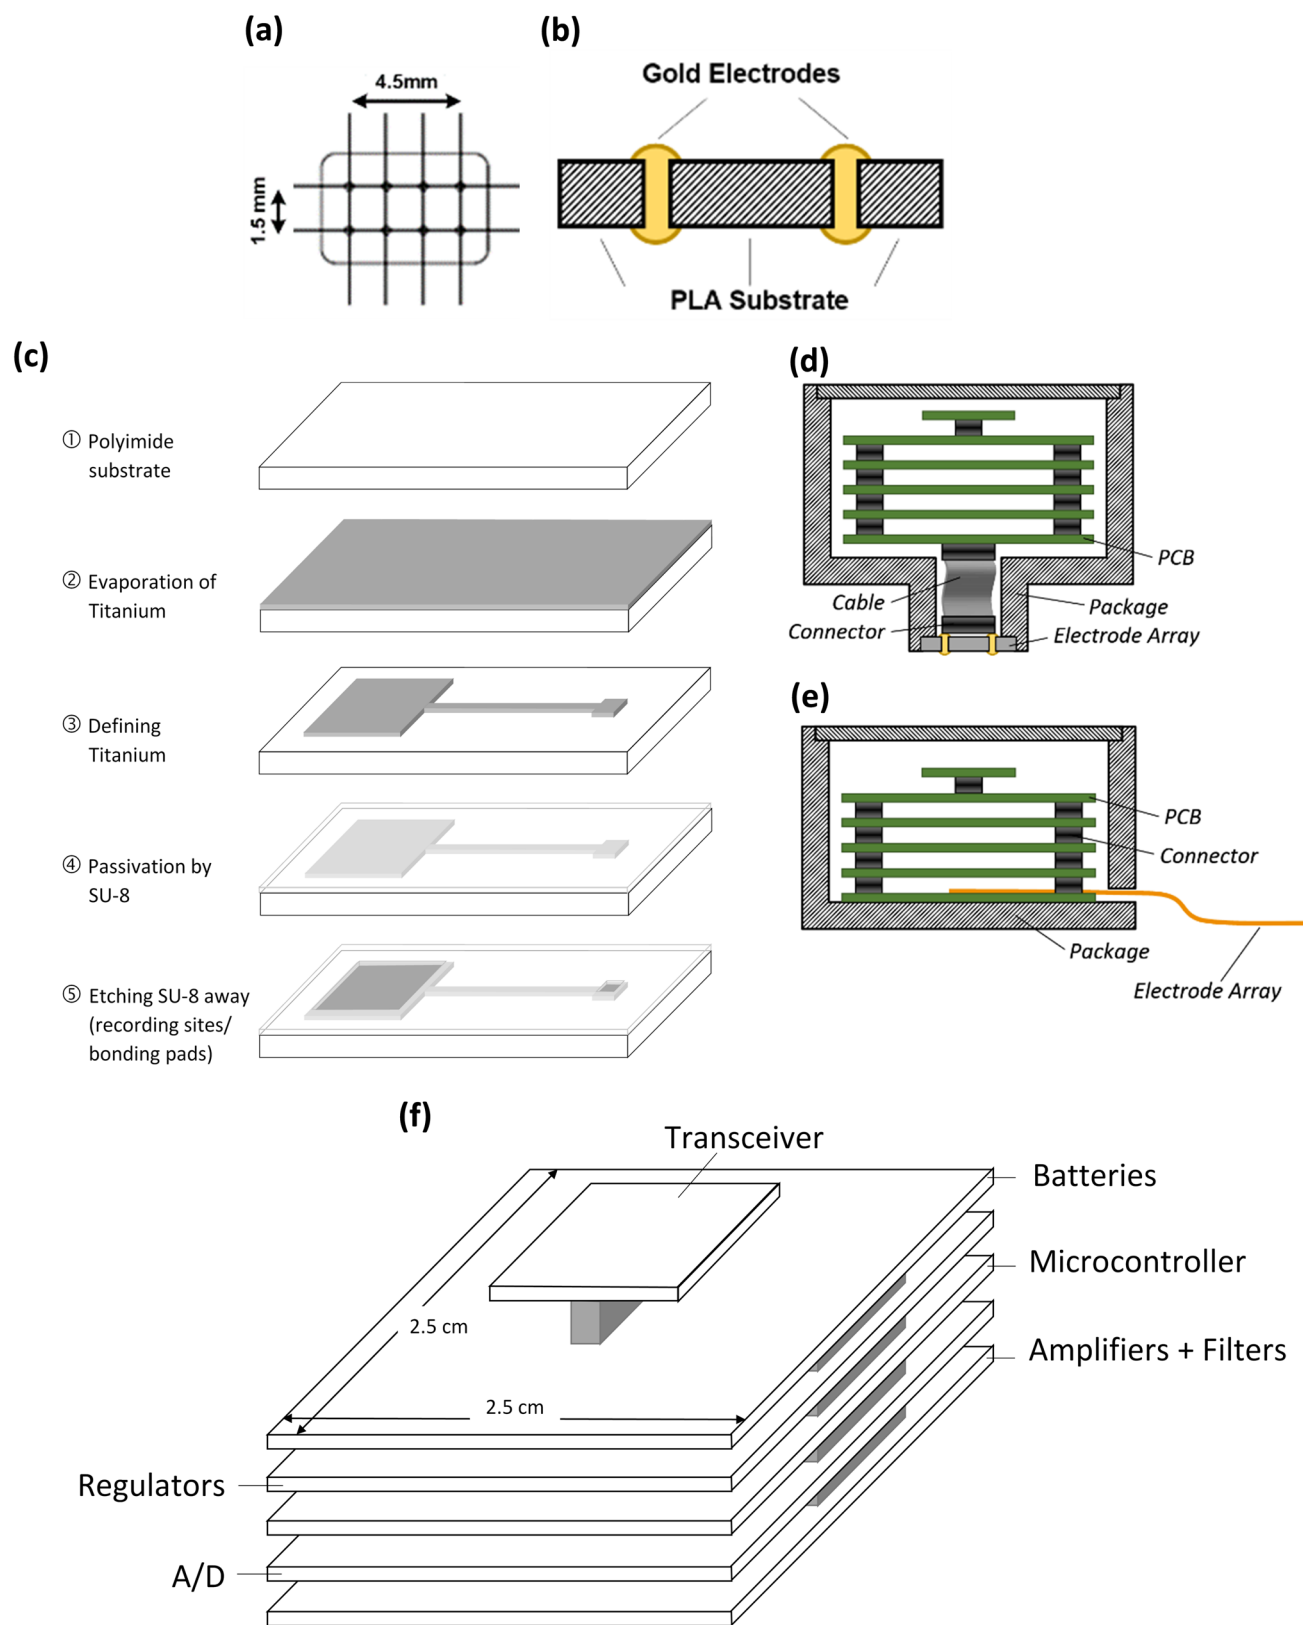 (a)
4.5mm
1.5 mm
(b)
Gold Electrodes
PLA Substrate
(c)
① Polyimide
substrate
② Evaporation of
Titanium
③ Defining
Titanium
④ Passivation by
SU-8
⑤ Etching SU-8 away
(recording sites/
bonding pads)
(d)
PCB
Cable
Package
Connector
Electrode Array
(e)
PCB
Connector
Package
Electrode Array
(f)
Transceiver
Batteries
Microcontroller
2.5 cm
Amplifiers + Filters
2.5 cm
Regulators
A/D